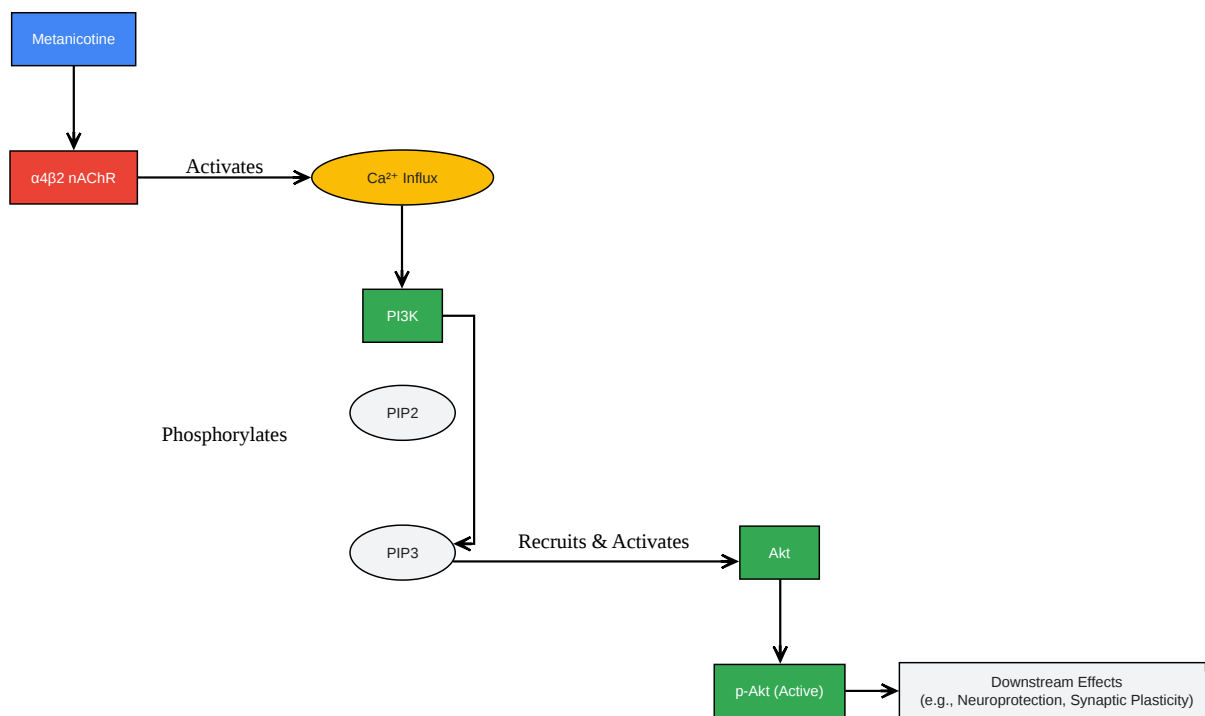 Metanicotine
α4β2 nAChR
Activates
Ca²⁺ Influx
PI3K
PIP2
Phosphorylates
PIP3
Recruits & Activates
Akt
p-Akt (Active)
Downstream Effects
(e.g., Neuroprotection, Synaptic Plasticity)